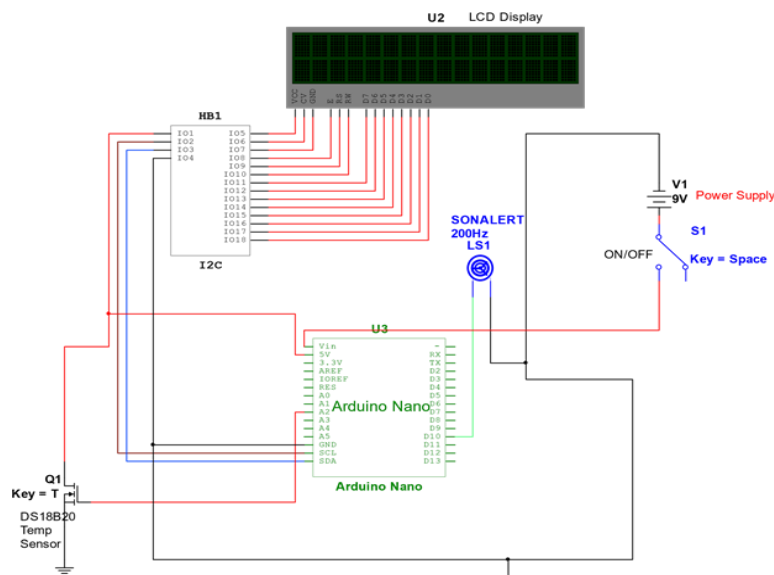 U2 LCD Display
VCC CV GND E RS RW D7 D6 D5 D4 D3 D2 D1 D0
HB1
IO1 IO5
IO2 IO6
IO3 IO7
IO4 IO8
IO9
IO10
IO11
IO12
IO13
IO14
IO15
IO16
IO17
IO18
I2C
V1
9V Power Supply
S1
ON/OFF Key = Space
SONALERT
200Hz
LS1
U3
Vin -
5V RX
3.3V TX
AREF D2
IOREF D3
RES D4
A0 D5
A1 D6
A2 D7
A3 D8
A4 D9
A5 D10
GND D11
SCL D12
SDA D13
Arduino Nano
Arduino Nano
Q1
Key = T
DS18B20
Temp
Sensor